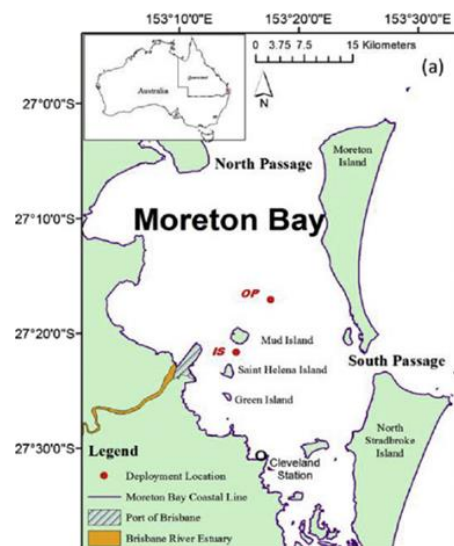 153°10'0"E 153°20'0"E 153°30'0"E
0 3.75 7.5 15 Kilometers
(a)
N
Australia
Queensland
27°0'0"S
North Passage
Moreton
Island
27°10'0"S
Moreton Bay
OP
27°20'0"S
Mud Island
IS
South Passage
Saint Helena Island
Green Island
North
Stradbroke
Island
27°30'0"S
Cleveland
Station
Legend
Deployment Location
Moreton Bay Coastal Line
Port of Brisbane
Brisbane River Estuary